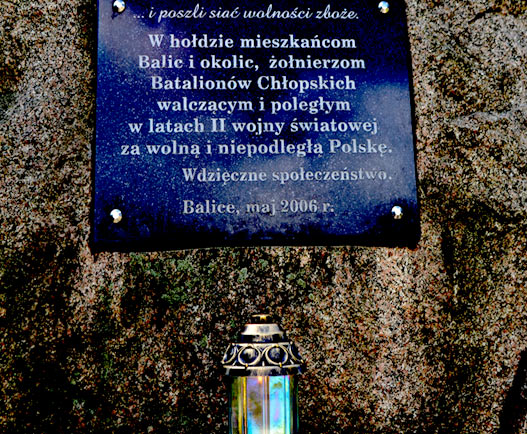 ... i poszli siać wolności zboże.
W hołdzie mieszkańcom
Balic i okolic, żołnierzom
Batalionów Chłopskich
walczącym i poległym
w latach II wojny światowej
za wolną i niepodległą Polskę.
Wdzięczne społeczeństwo.
Balice, maj 2006 r.